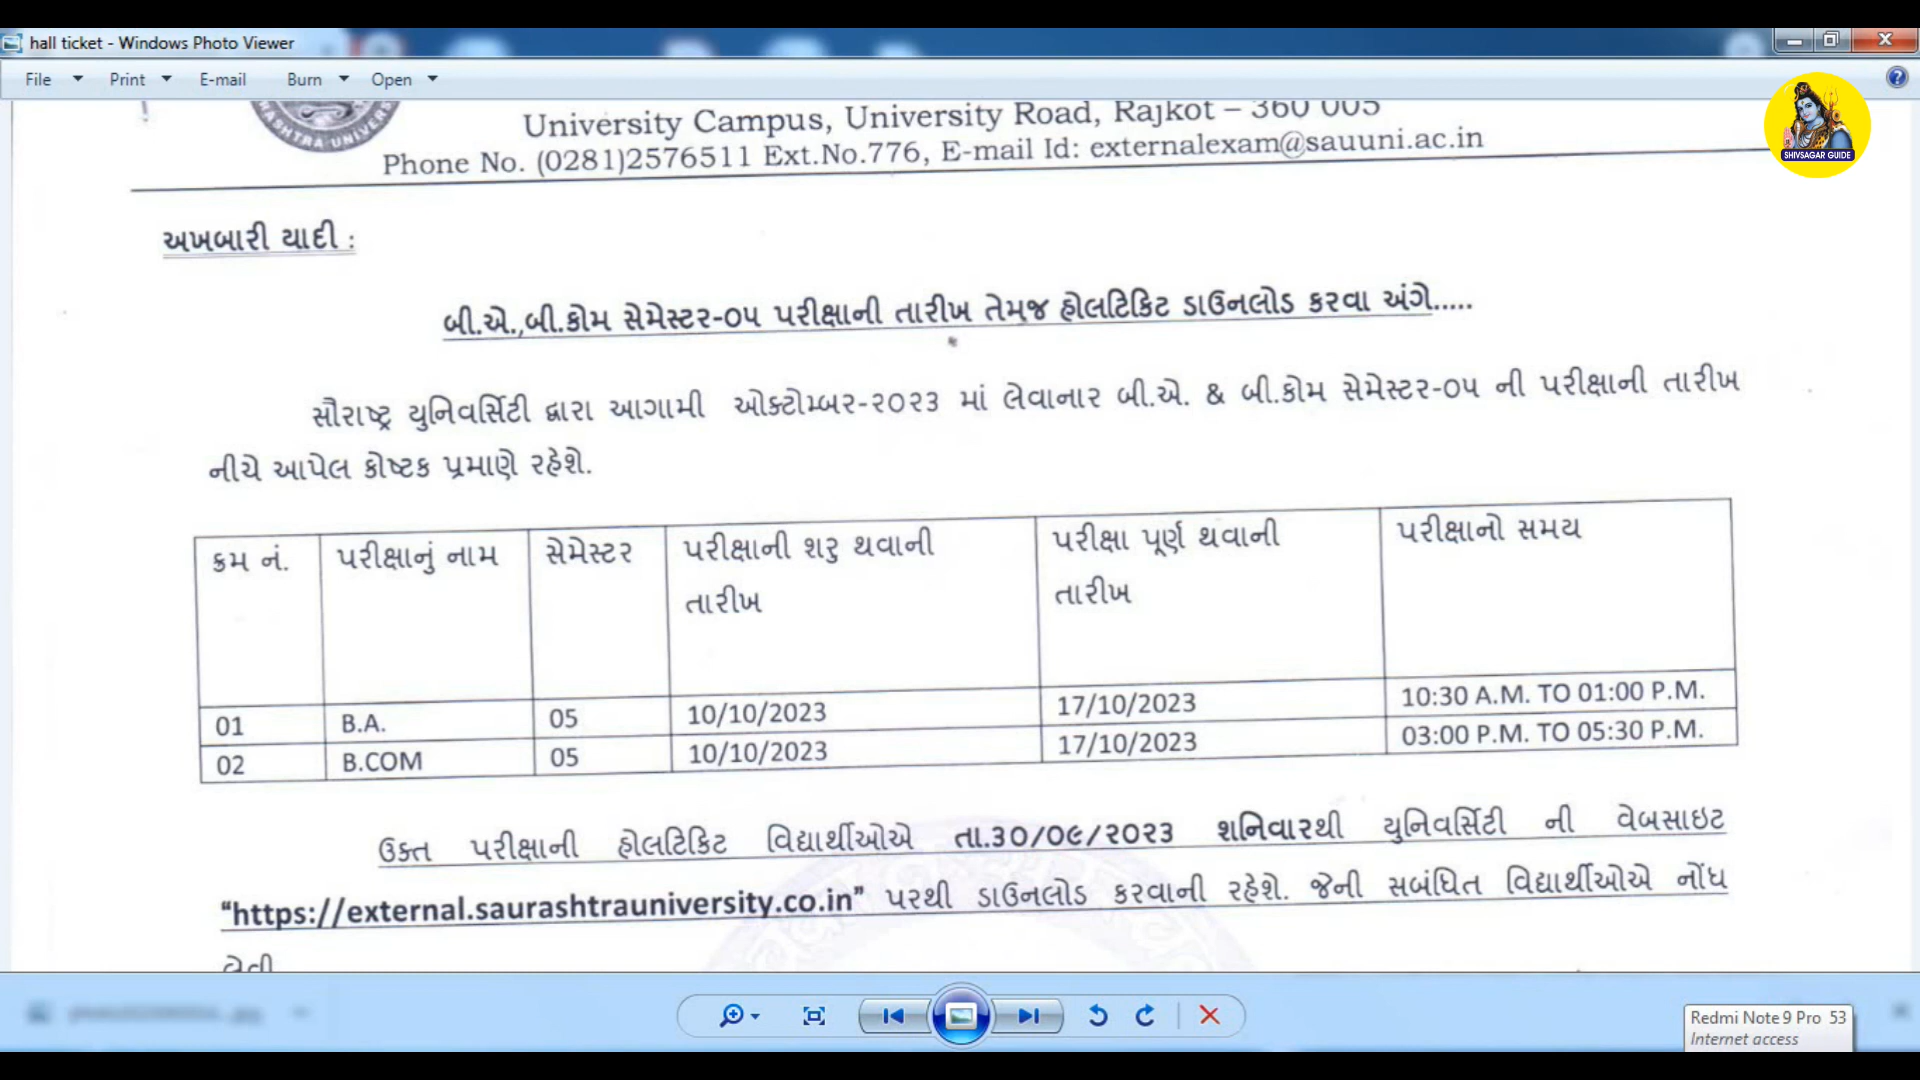 hall ticket - Windows Photo Viewer
File Print E-mail Burn Open
SHIVSAGAR GUIDE
University Campus, University Road, Rajkot – 360 005
Phone No. (0281)2576511 Ext.No.776, E-mail Id: externalexam@sauuni.ac.in
અખબારી યાદી :
બી.એ.,બી.કોમ સેમેસ્ટર-૦૫ પરીક્ષાની તારીખ તેમજ હોલટિકિટ ડાઉનલોડ કરવા અંગે.....
સૌરાષ્ટ્ર યુનિવર્સિટી દ્વારા આગામી ઓક્ટોમ્બર-૨૦૨૩ માં લેવાનાર બી.એ. & બી.કોમ સેમેસ્ટર-૦૫ ની પરીક્ષાની તારીખ
નીચે આપેલ કોષ્ટક પ્રમાણે રહેશે.
ક્રમ નં. પરીક્ષાનું નામ સેમેસ્ટર પરીક્ષાની શરુ થવાની તારીખ પરીક્ષા પૂર્ણ થવાની તારીખ પરીક્ષાનો સમય
01 B.A. 05 10/10/2023 17/10/2023 10:30 A.M. TO 01:00 P.M.
02 B.COM 05 10/10/2023 17/10/2023 03:00 P.M. TO 05:30 P.M.
ઉક્ત પરીક્ષાની હોલટિકિટ વિદ્યાર્થીઓએ તા.૩૦/૦૯/૨૦૨૩ શનિવારથી યુનિવર્સિટી ની વેબસાઇટ
“https://external.saurashtrauniversity.co.in” પરથી ડાઉનલોડ કરવાની રહેશે. જેની સબંધિત વિદ્યાર્થીઓએ નોંધ
લેવી
Redmi Note 9 Pro 53
Internet access